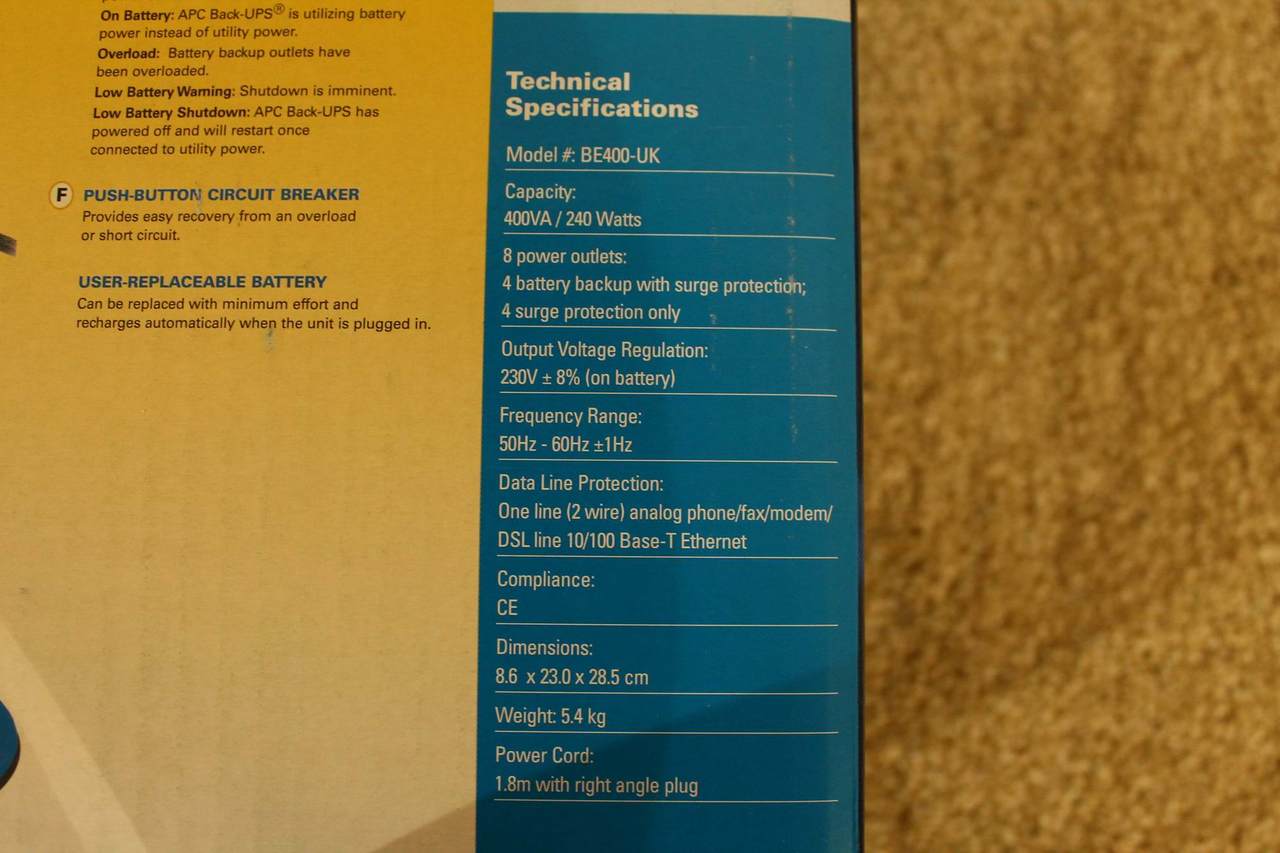 On Battery: APC Back-UPS® is utilizing battery
power instead of utility power.
Overload: Battery backup outlets have
been overloaded.
Low Battery Warning: Shutdown is imminent.
Low Battery Shutdown: APC Back-UPS has
powered off and will restart once
connected to utility power.
F PUSH-BUTTON CIRCUIT BREAKER
Provides easy recovery from an overload
or short circuit.
USER-REPLACEABLE BATTERY
Can be replaced with minimum effort and
recharges automatically when the unit is plugged in.
Technical
Specifications
Model #: BE400-UK
Capacity:
400VA / 240 Watts
8 power outlets:
4 battery backup with surge protection;
4 surge protection only
Output Voltage Regulation:
230V ± 8% (on battery)
Frequency Range:
50Hz - 60Hz ±1Hz
Data Line Protection:
One line (2 wire) analog phone/fax/modem/
DSL line 10/100 Base-T Ethernet
Compliance:
CE
Dimensions:
8.6 x 23.0 x 28.5 cm
Weight: 5.4 kg
Power Cord:
1.8m with right angle plug